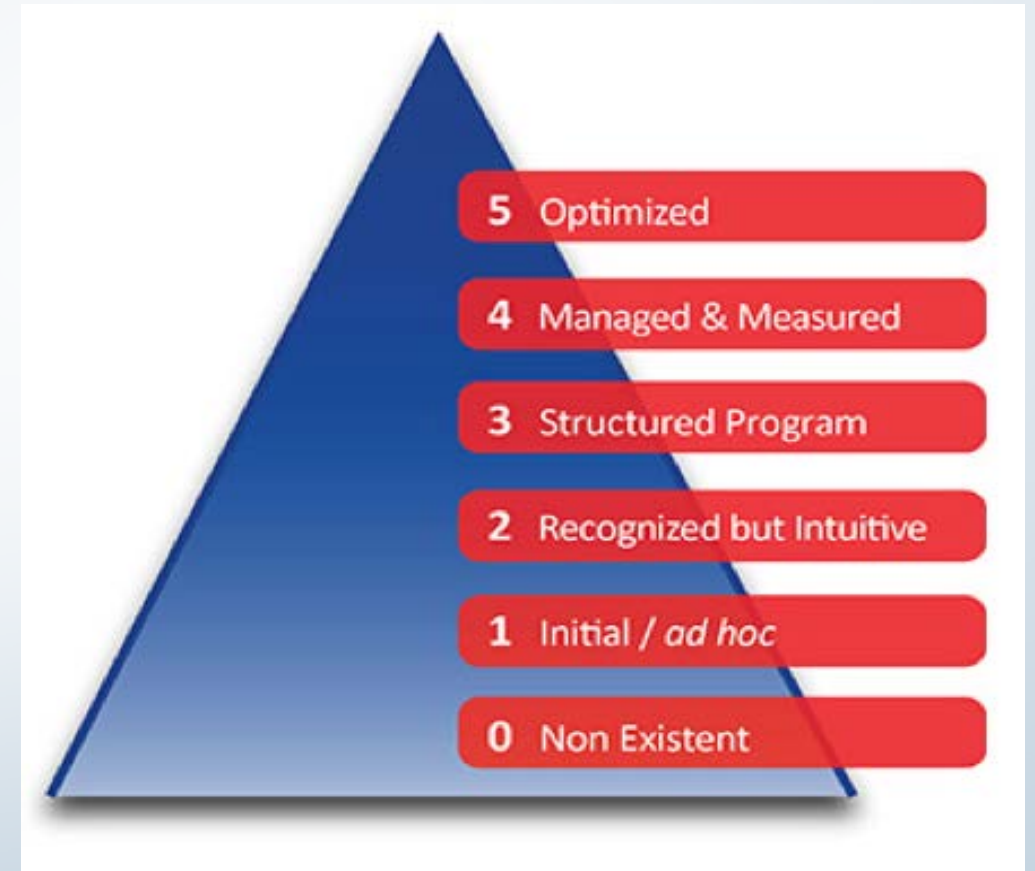 5 Optimized
4 Managed & Measured
3 Structured Program
2 Recognized but Intuitive
1 Initial / ad hoc
0 Non Existent